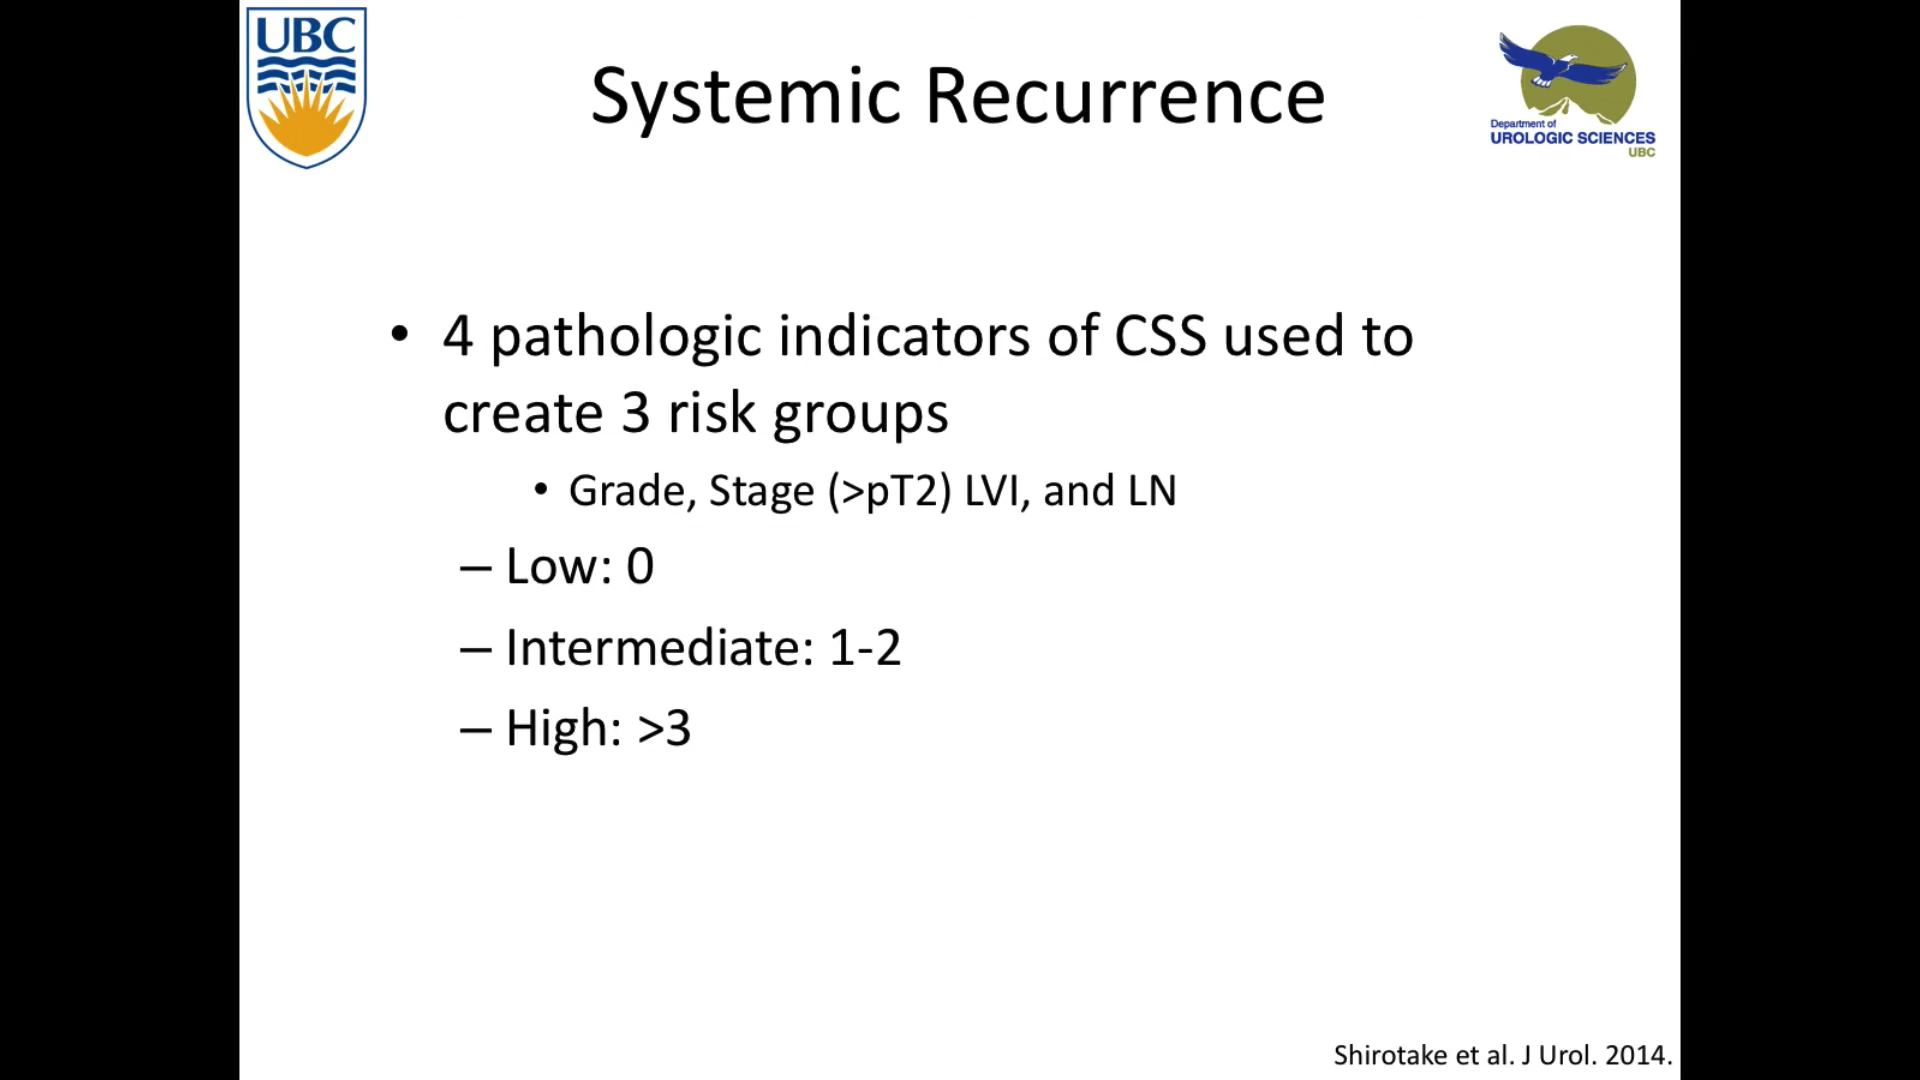 UBC
Systemic Recurrence
Department of
UROLOGIC SCIENCES
UBC
• 4 pathologic indicators of CSS used to
create 3 risk groups
• Grade, Stage (>pT2) LVI, and LN
– Low: 0
– Intermediate: 1-2
– High: >3
Shirotake et al. J Urol. 2014.